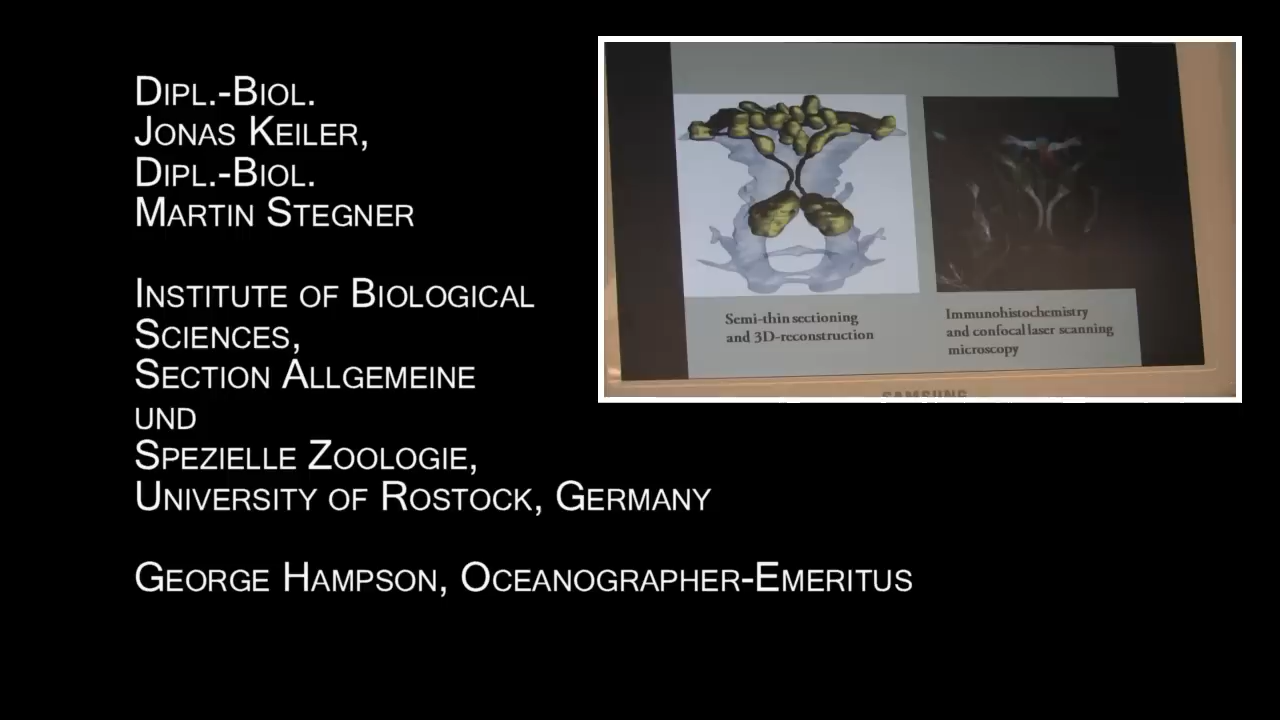 DIPL.-BIOL.
JONAS KEILER,
DIPL.-BIOL.
MARTIN STEGNER
INSTITUTE OF BIOLOGICAL
SCIENCES,
SECTION ALLGEMEINE
UND
SPEZIELLE ZOOLOGIE,
UNIVERSITY OF ROSTOCK, GERMANY
GEORGE HAMPSON, OCEANOGRAPHER-EMERITUS
Semi-thin sectioning
and 3D-reconstruction
Immunohistochemistry
and confocal laser scanning
microscopy
SAMSUNG